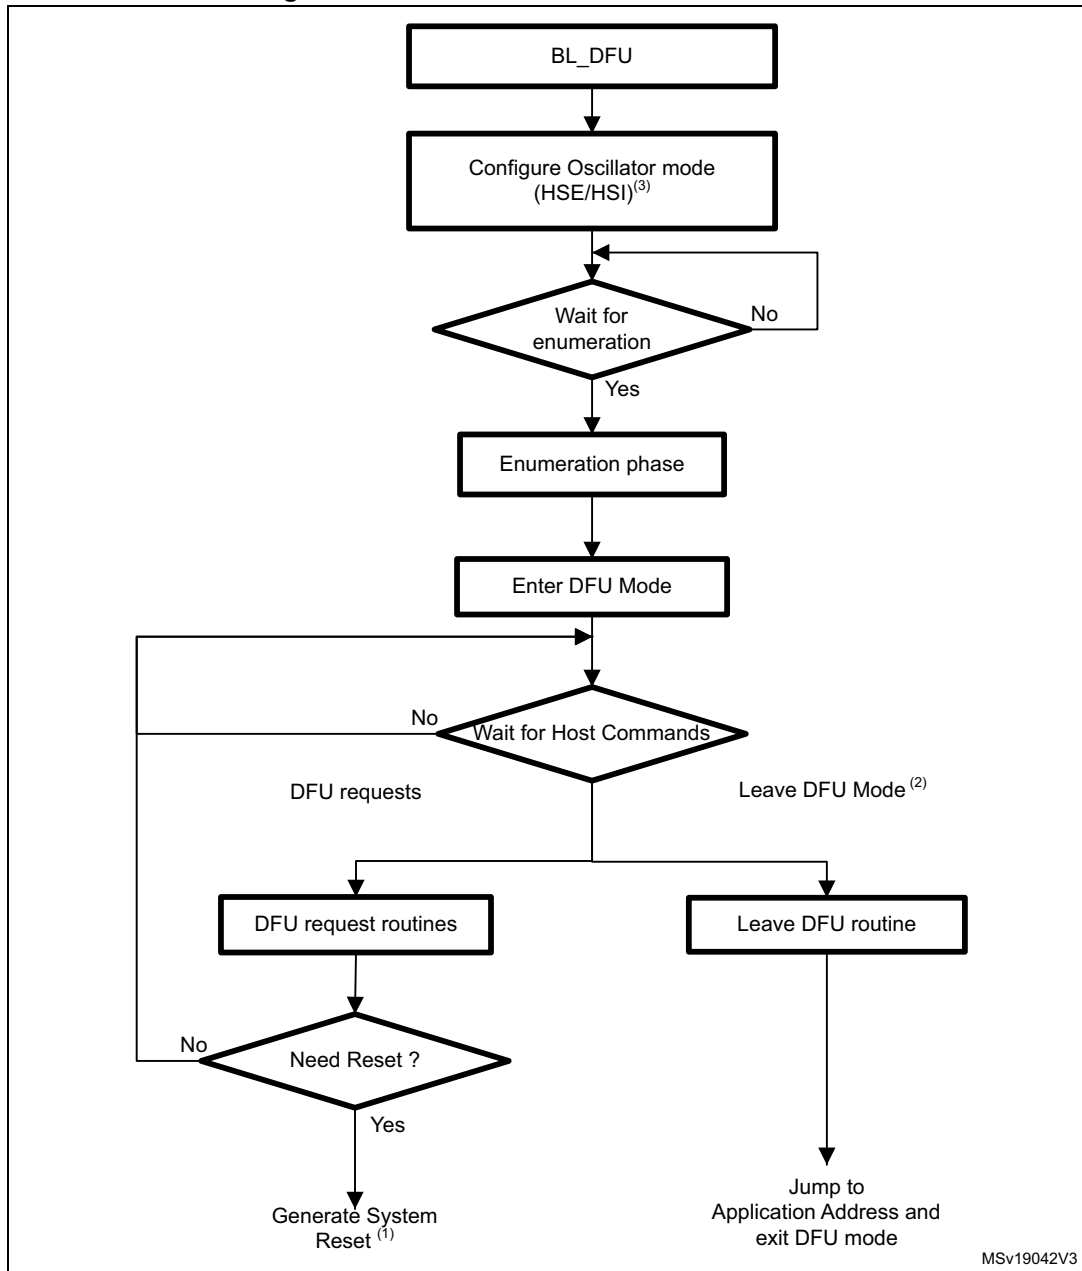 BL_DFU
Configure Oscillator mode
(HSE/HSI)(3)
Wait for
enumeration
No
Yes
Enumeration phase
Enter DFU Mode
No
Wait for Host Commands
DFU requests
Leave DFU Mode (2)
DFU request routines
Leave DFU routine
No
Need Reset ?
Yes
Generate System
Reset (1)
Jump to
Application Address and
exit DFU mode
MSv19042V3